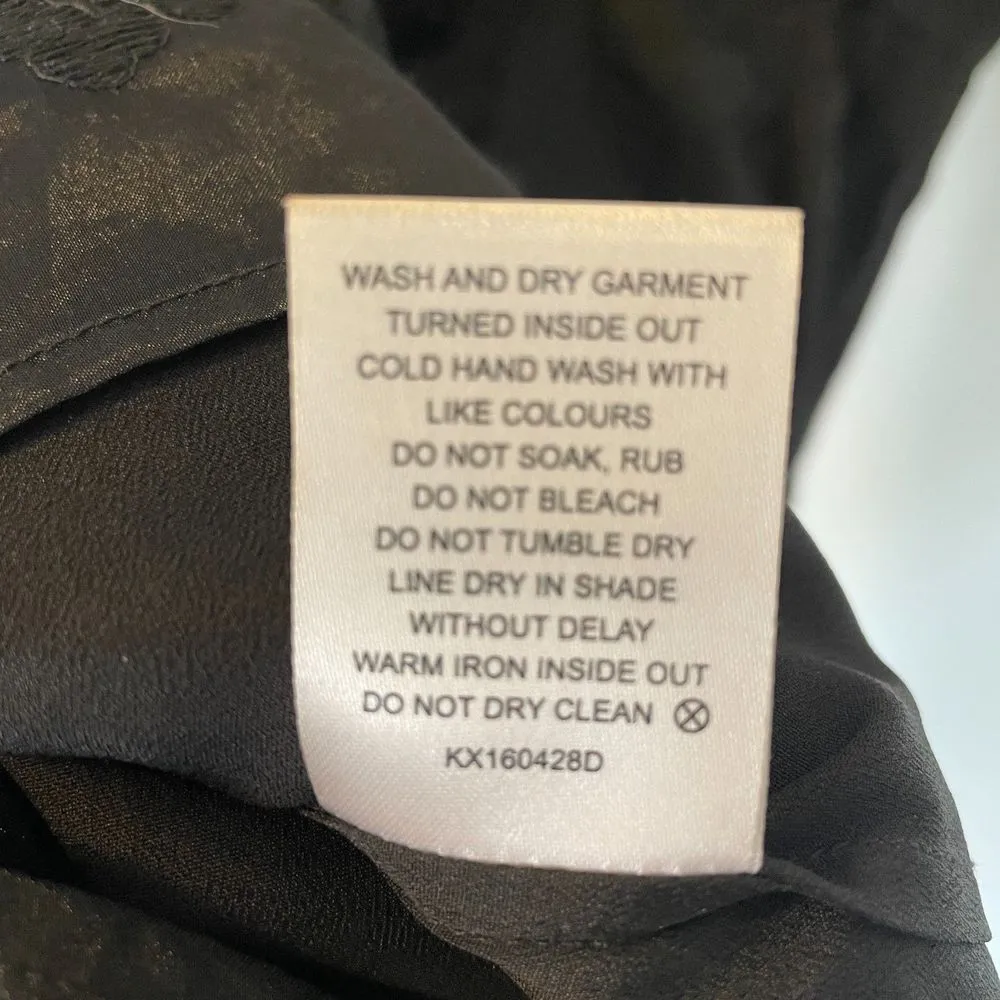 WASH AND DRY GARMENT
TURNED INSIDE OUT
COLD HAND WASH WITH
LIKE COLOURS
DO NOT SOAK, RUB
DO NOT BLEACH
DO NOT TUMBLE DRY
LINE DRY IN SHADE
WITHOUT DELAY
WARM IRON INSIDE OUT
DO NOT DRY CLEAN
KX160428D